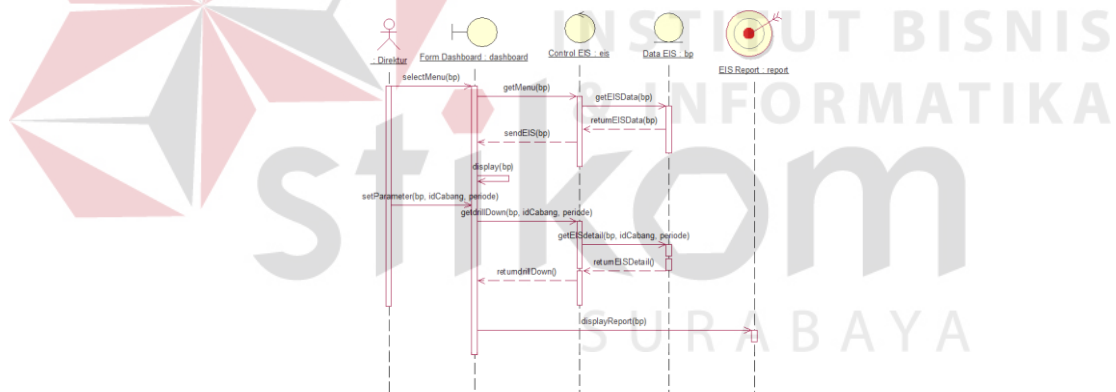 INSTITUT BISNIS
& INFORMATIKA
stikom
SURABAYA
: Direktur
Form Dashboard : dashboard
Control EIS : eis
Data EIS : bp
EIS Report : report
selectMenu(bp)
getMenu(bp)
getEISData(bp)
returnEISData(bp)
sendEIS(bp)
display(bp)
setParameter(bp, idCabang, periode)
getdrillDown(bp, idCabang, periode)
getEISdetail(bp, idCabang, periode)
returnEISDetail()
returndrillDown()
displayReport(bp)